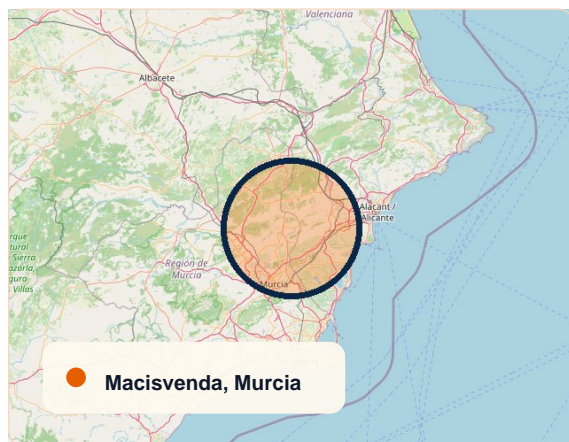 Valenciana
Albacete
Alacant /
Alicante
Región de
Murcia
Murcia
Macisvenda, Murcia